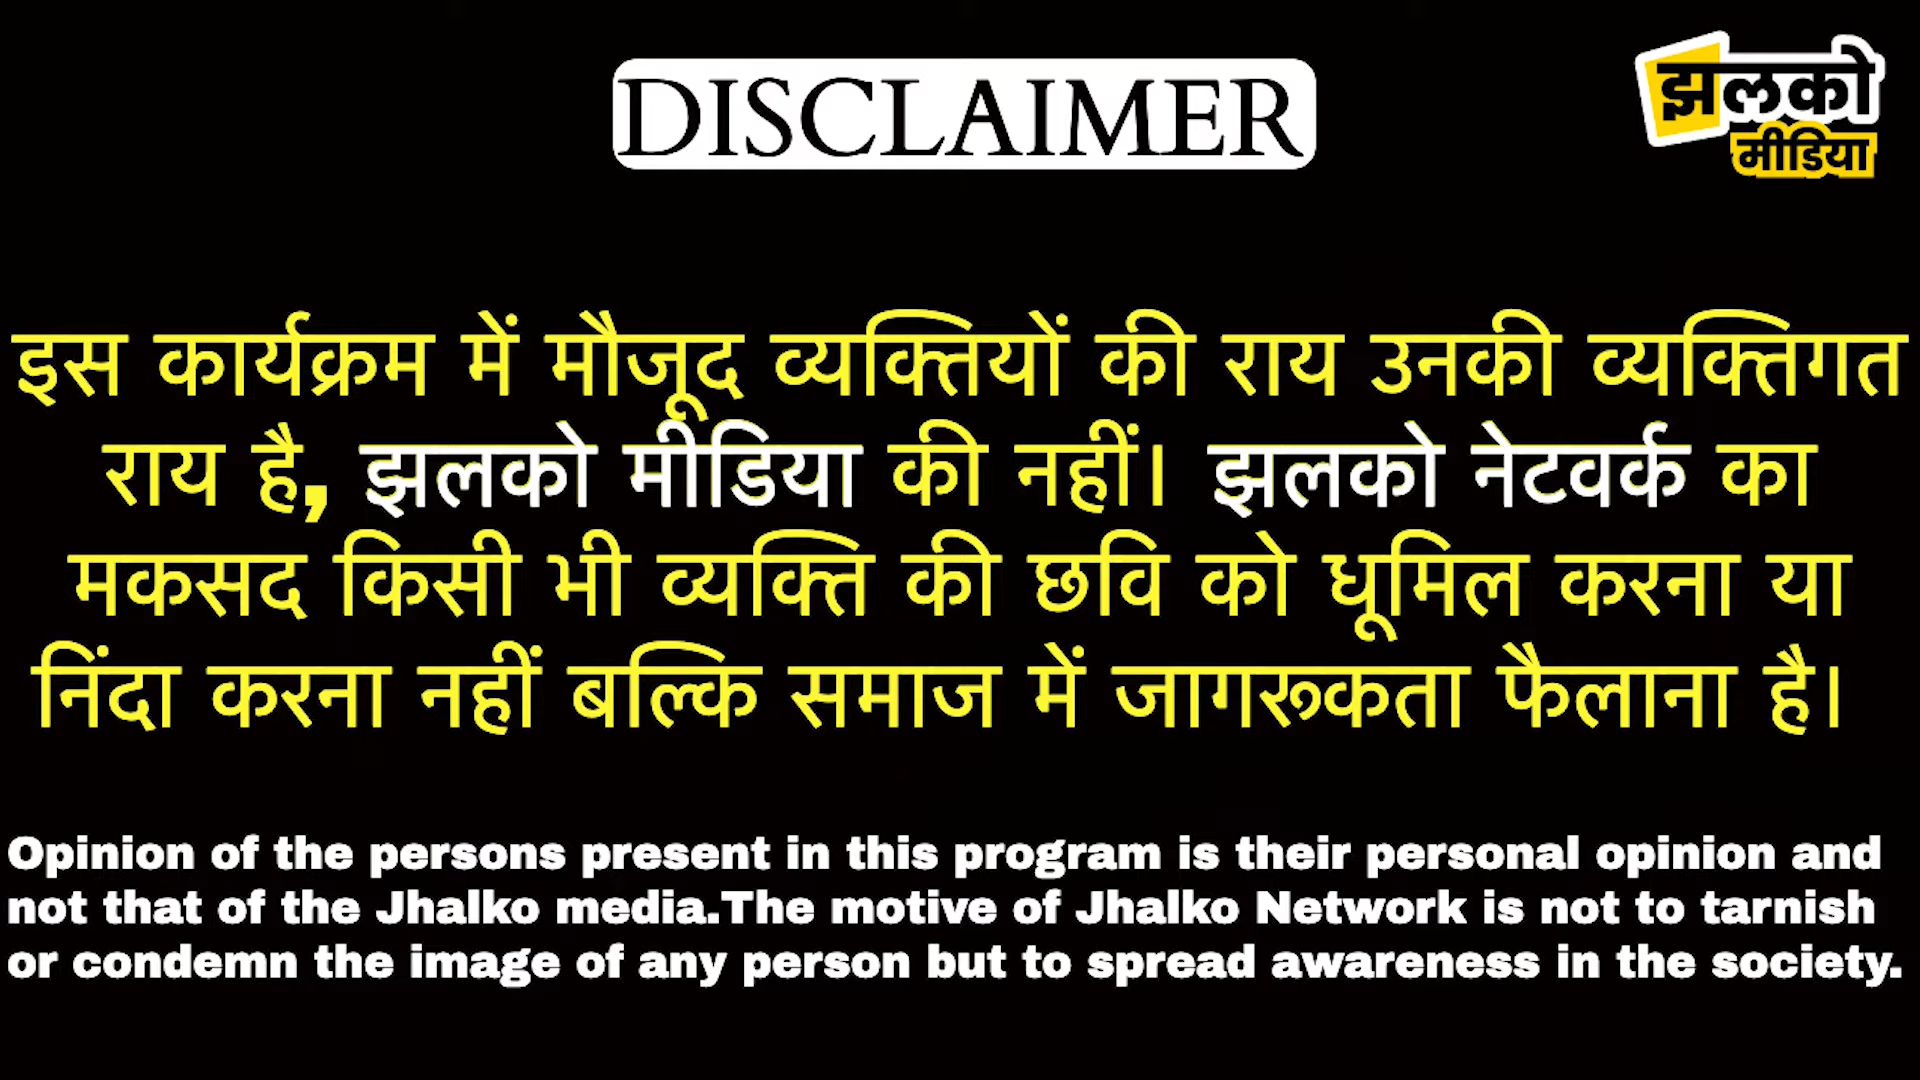 DISCLAIMER
झलको
मीडिया
इस कार्यक्रम में मौजूद व्यक्तियों की राय उनकी व्यक्तिगत
राय है, झलको मीडिया की नहीं। झलको नेटवर्क का
मकसद किसी भी व्यक्ति की छवि को धूमिल करना या
निंदा करना नहीं बल्कि समाज में जागरूकता फैलाना है।
Opinion of the persons present in this program is their personal opinion and
not that of the Jhalko media.The motive of Jhalko Network is not to tarnish
or condemn the image of any person but to spread awareness in the society.